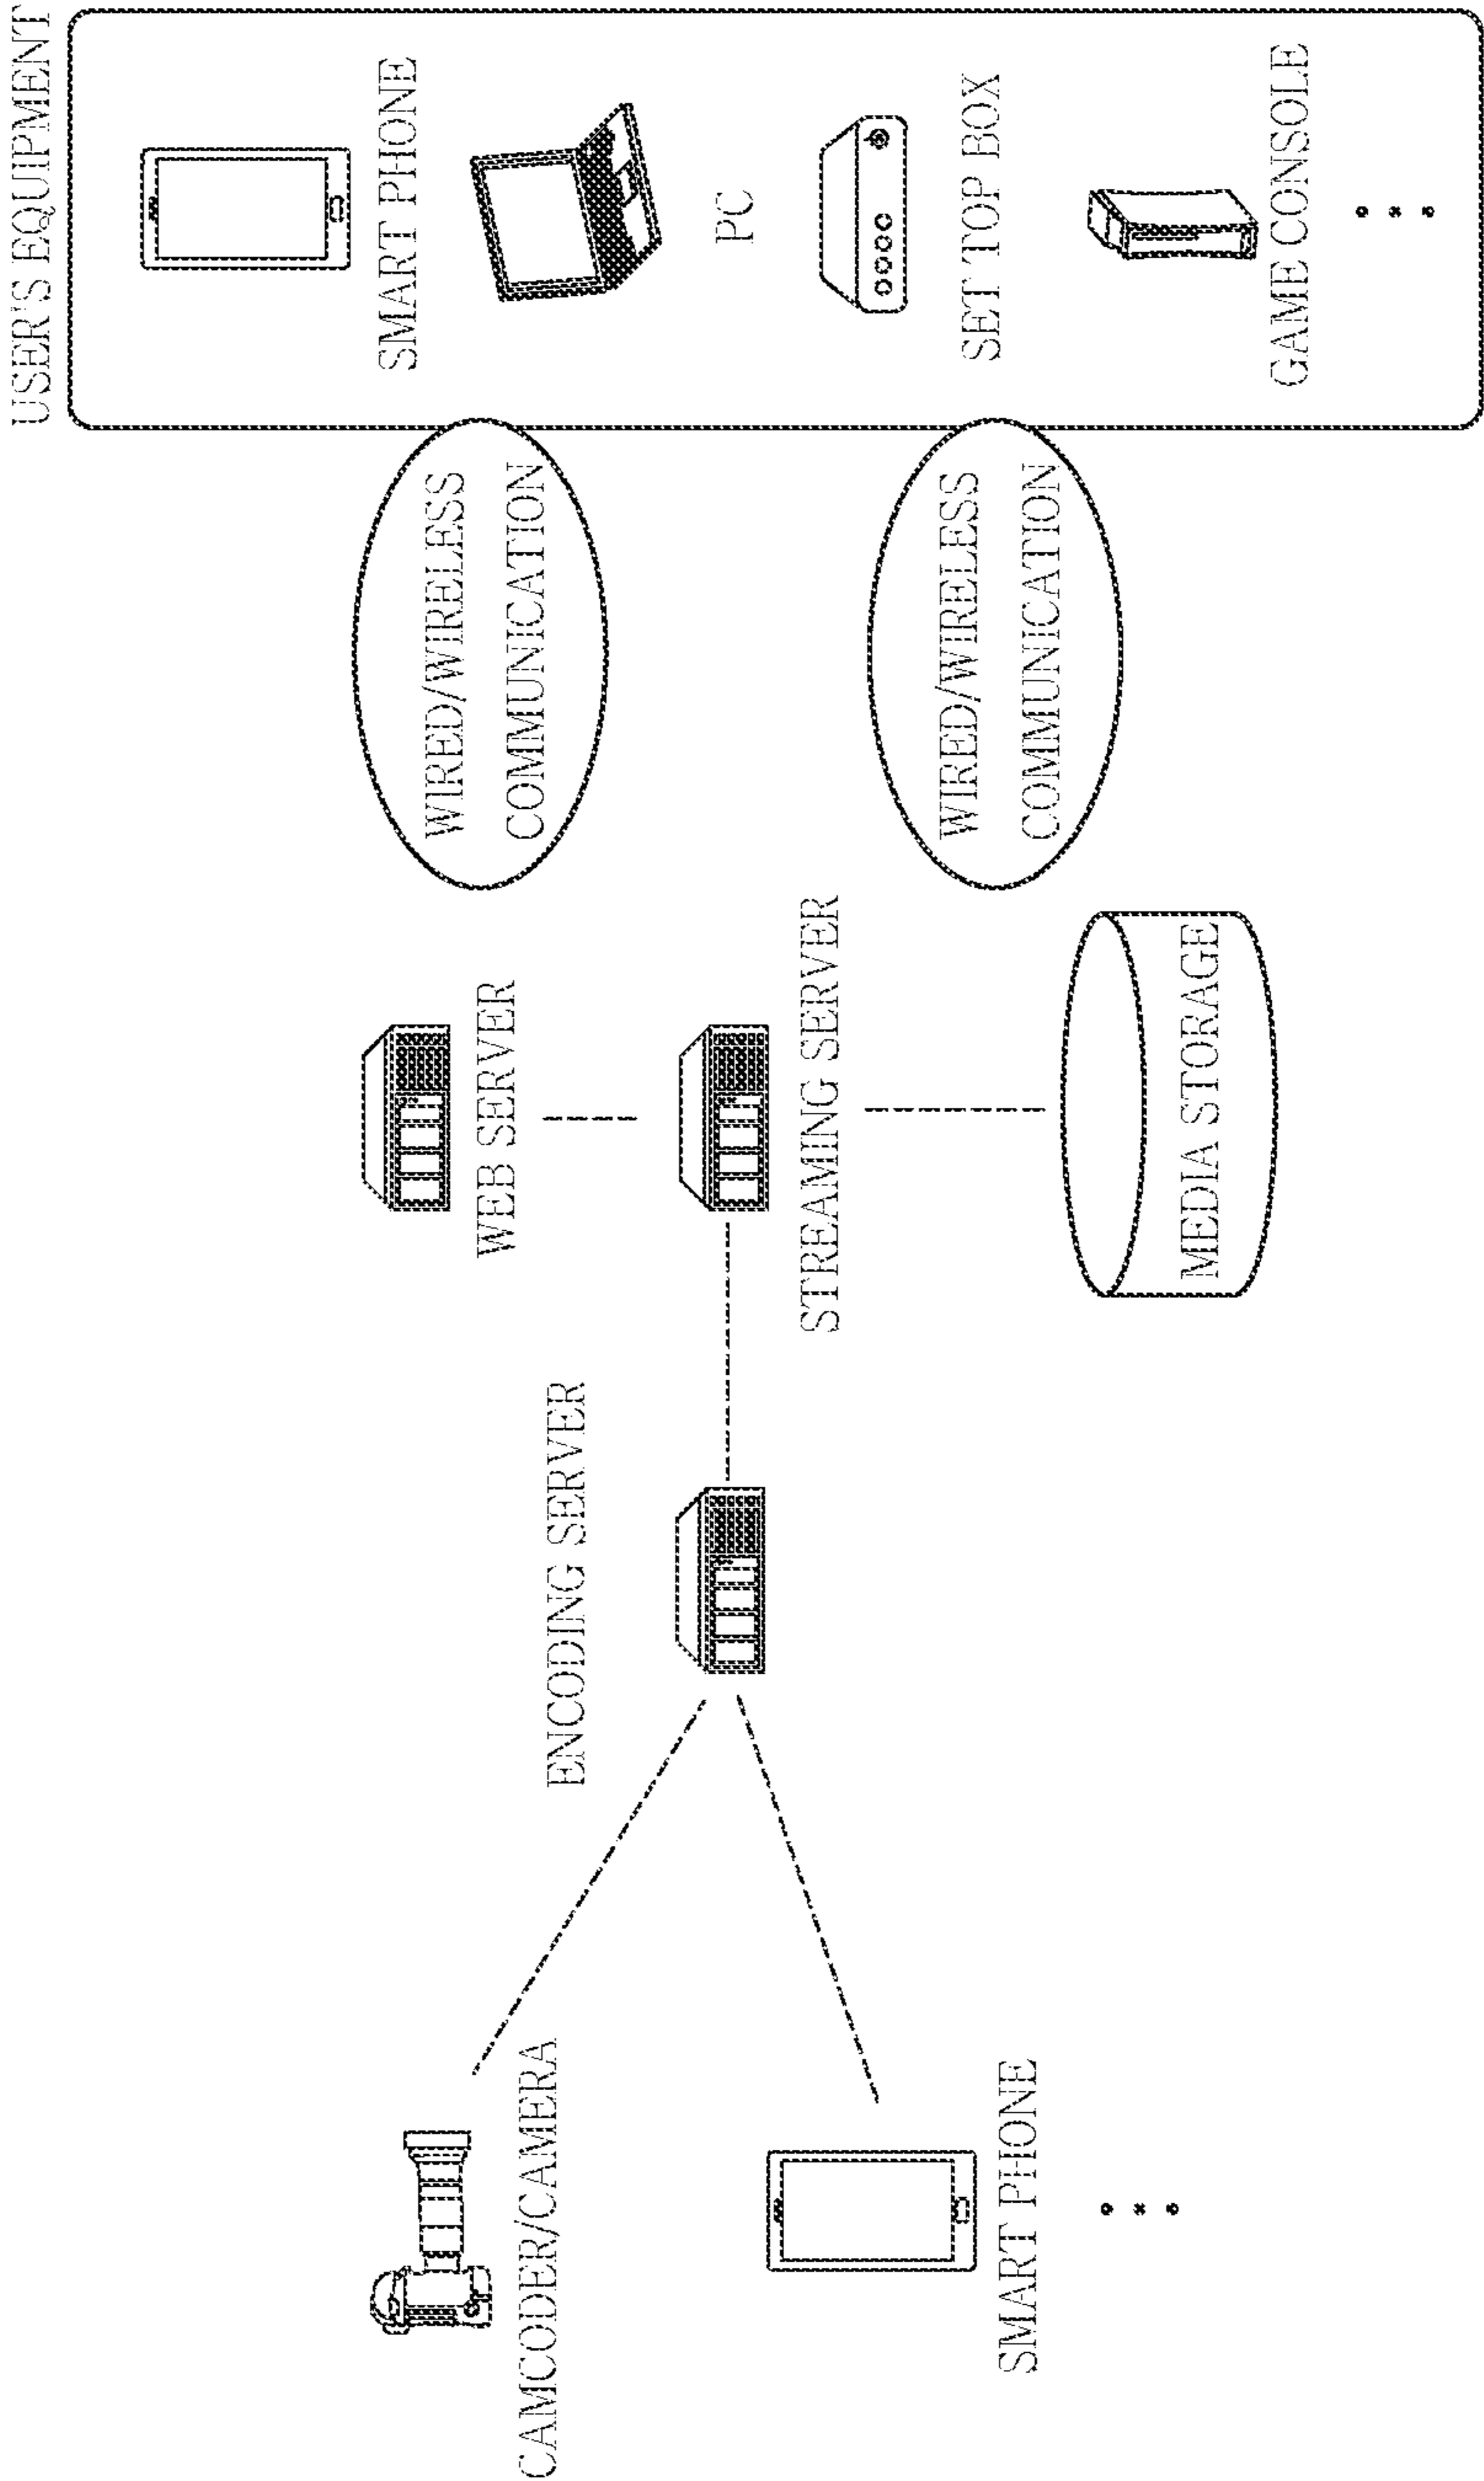 USER'S EQUIPMENT
SMART PHONE
PC
SET TOP BOX
GAME CONSOLE
WIRED/WIRELESS
COMMUNICATION
WIRED/WIRELESS
COMMUNICATION
WEB SERVER
STREAMING SERVER
MEDIA STORAGE
ENCODING SERVER
CAMCODER/CAMERA
SMART PHONE